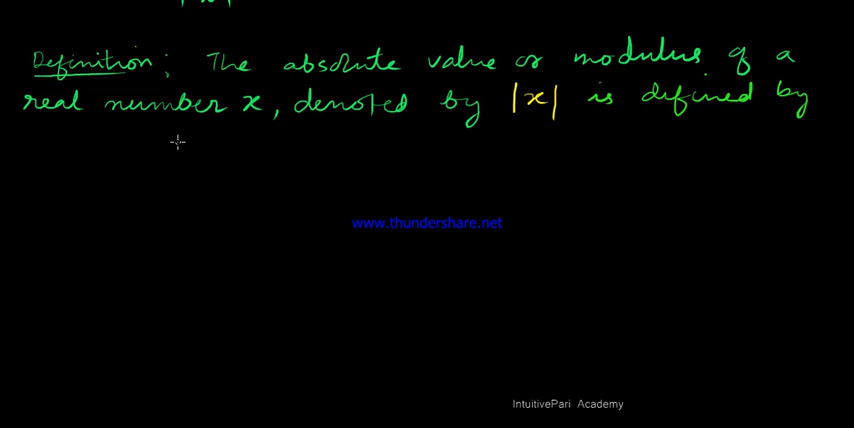 Definition; The absolute value or modulus of a
real number x, denoted by |x| is defined by
www.thundershare.net
IntuitivePari Academy